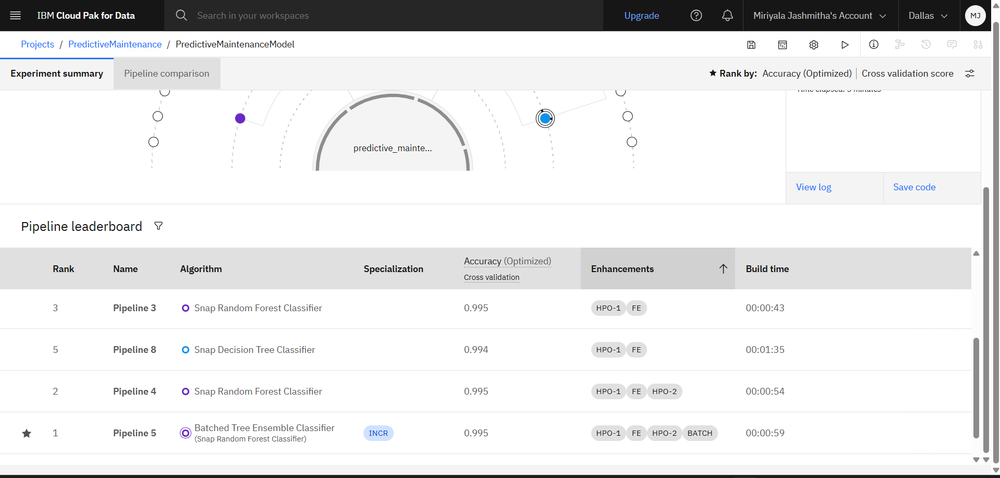 IBM Cloud Pak for Data
Search in your workspaces
Upgrade
Miriyala Jashmitha's Account
Dallas
MJ
Projects / PredictiveMaintenance / PredictiveMaintenanceModel
Experiment summary
Pipeline comparison
Rank by: Accuracy (Optimized) | Cross validation score
Time elapsed: 3 minutes
predictive_mainte...
View log
Save code
Pipeline leaderboard
Rank Name Algorithm Specialization Accuracy (Optimized) Enhancements Build time
Cross validation
3 Pipeline 3 Snap Random Forest Classifier 0.995 HPO-1 FE 00:00:43
5 Pipeline 8 Snap Decision Tree Classifier 0.994 HPO-1 FE 00:01:35
2 Pipeline 4 Snap Random Forest Classifier 0.995 HPO-1 FE HPO-2 00:00:54
1 Pipeline 5 Batched Tree Ensemble Classifier INCR 0.995 HPO-1 FE HPO-2 BATCH 00:00:59
(Snap Random Forest Classifier)